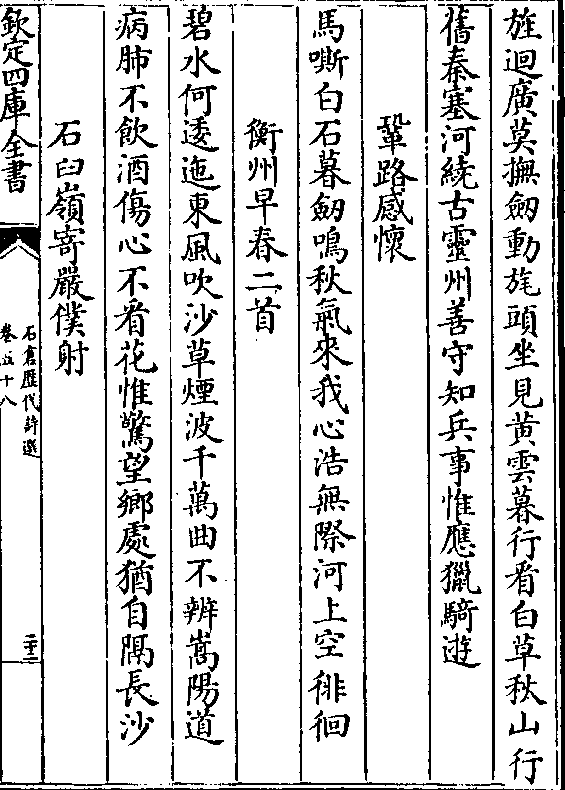 旌迴廣莫撫劒動旄頭坐見黄雲暮行看白草秋山行
舊秦塞河繞古靈州善守知兵事惟應獵騎遊
鞏路感懷
馬嘶白石暮劒鳴秋氣來我心浩無際河上空徘徊
衡州早春二首
碧水何逶迤東風吹沙草煙波千萬曲不辨嵩陽道
病肺不飲酒傷心不看花惟驚望鄉處猶自隔長沙
石臼嶺寄嚴僕射
欽定四庫全書
石倉歴代詩選
卷五十八
二十二